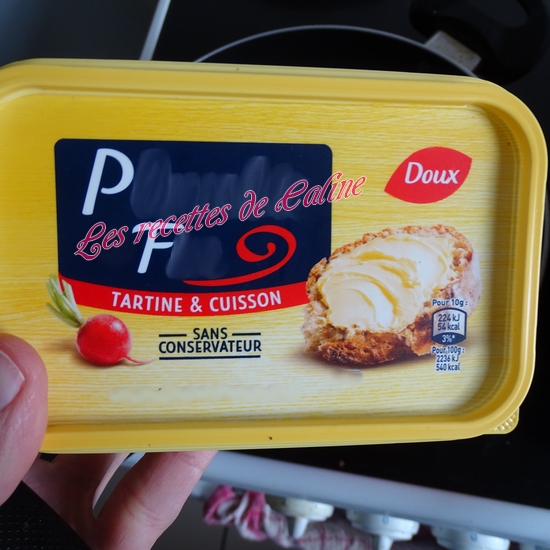 Doux
Les recettes de Caline
TARTINE & CUISSON
SANS
CONSERVATEUR
Pour 10g :
224 kJ
54 kcal
3%*
Pour 100g :
2236 kJ
540 kcal